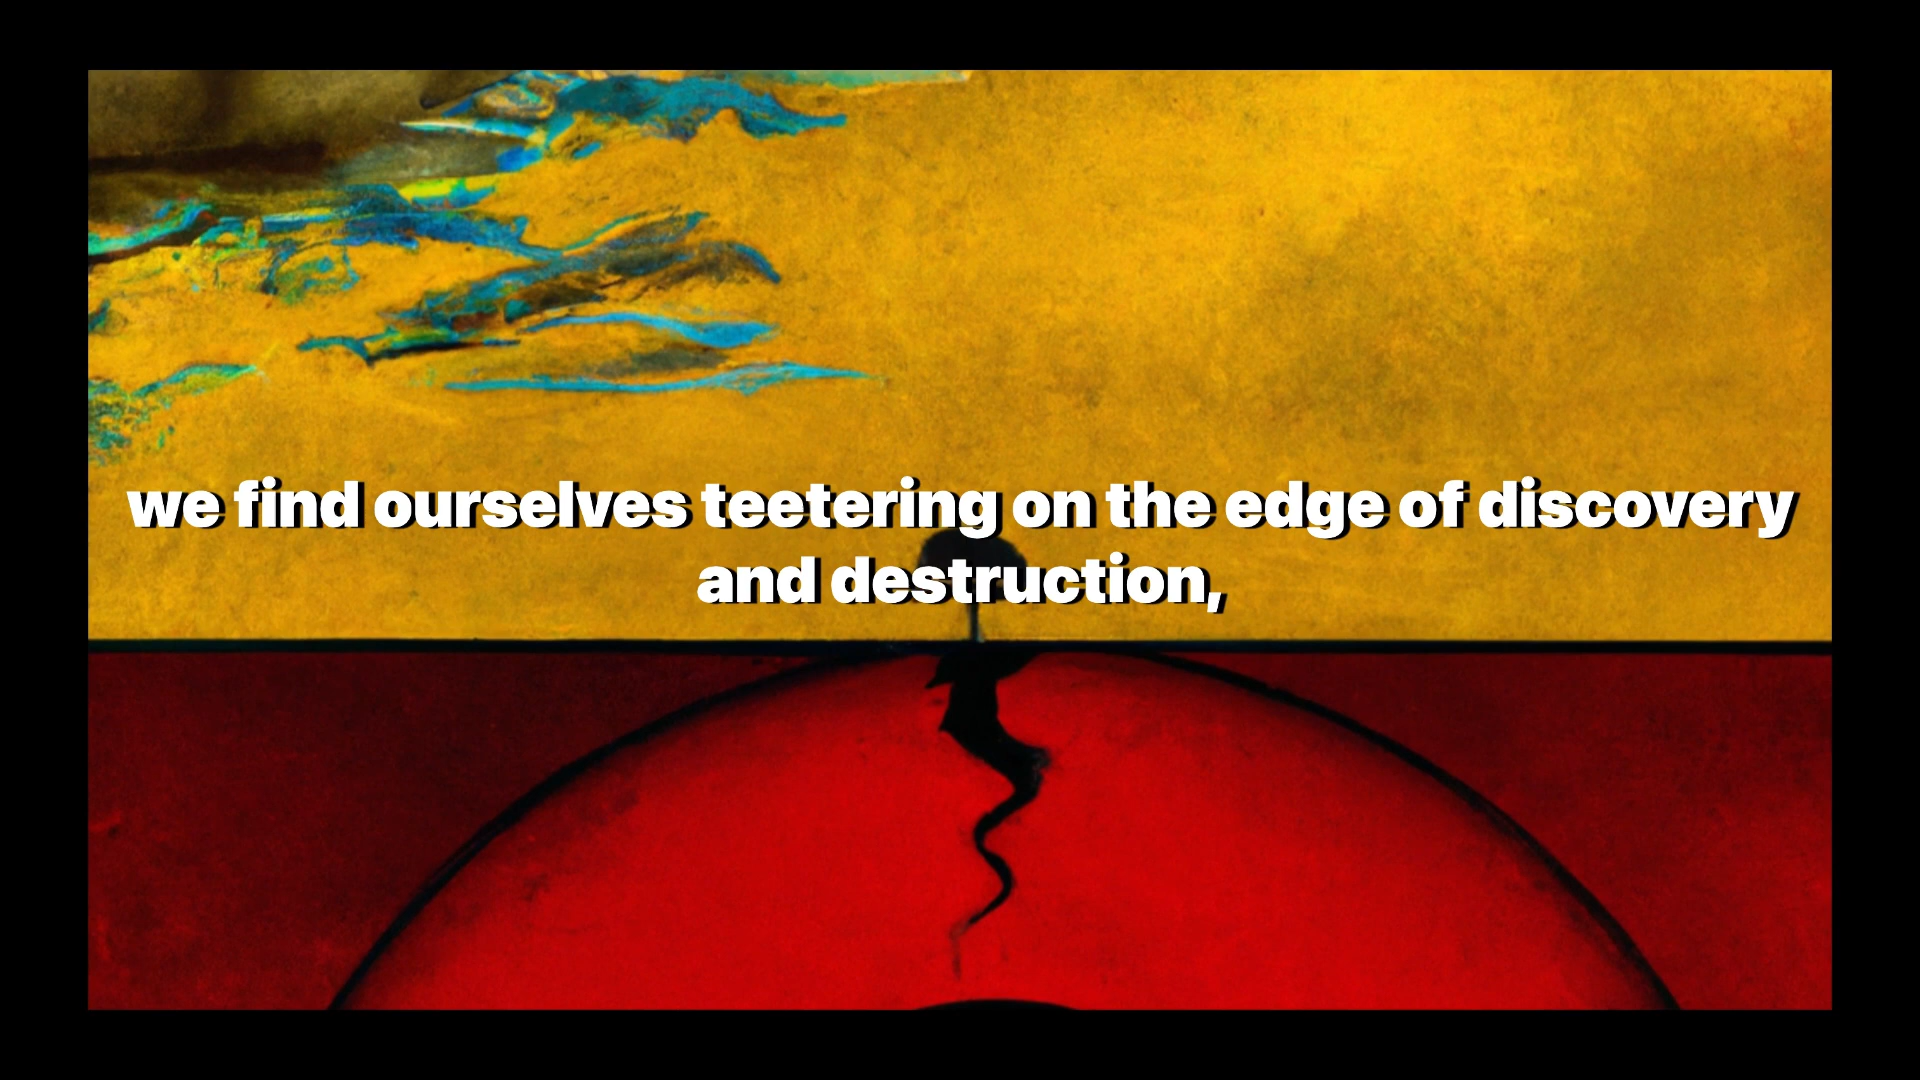 we find ourselves teetering on the edge of discovery
and destruction,